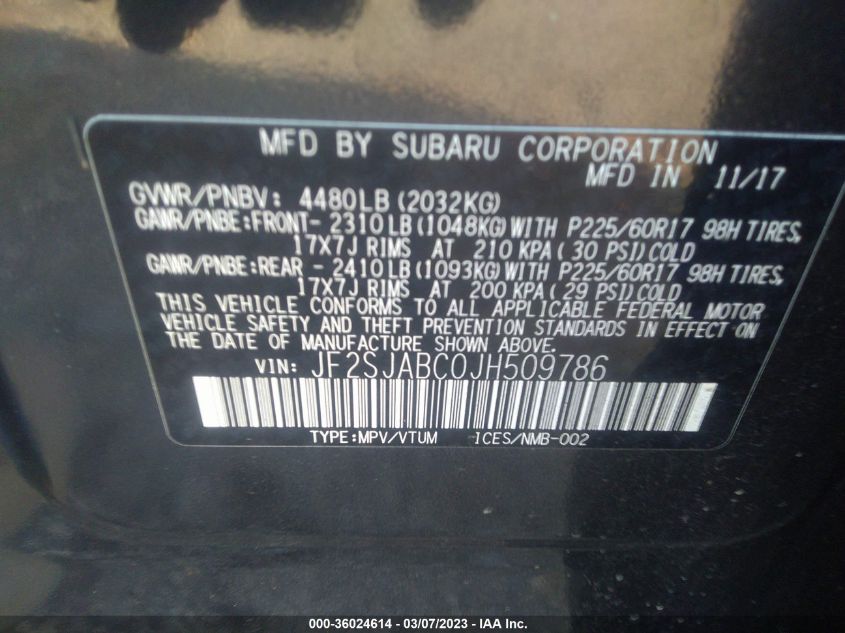 MFD BY SUBARU CORPORATION
MFD IN 11/17
GVWR/PNBV: 4480LB (2032KG)
GAWR/PNBE:FRONT- 2310LB (1048KG) WITH P225/60R17 98H TIRES,
17X7J RIMS AT 210 KPA ( 30 PSI) COLD
GAWR/PNBE:REAR - 2410LB (1093KG) WITH P225/60R17 98H TIRES,
17X7J RIMS AT 200 KPA ( 29 PSI) COLD
THIS VEHICLE CONFORMS TO ALL APPLICABLE FEDERAL MOTOR
VEHICLE SAFETY AND THEFT PREVENTION STANDARDS IN EFFECT ON
THE DATE OF MANUFACTURE SHOWN ABOVE.
VIN: JF2SJABC0JH509786
TYPE:MPV/VTUM ICES/NMB-002
000-36024614 — 03/07/2023 — IAA Inc.